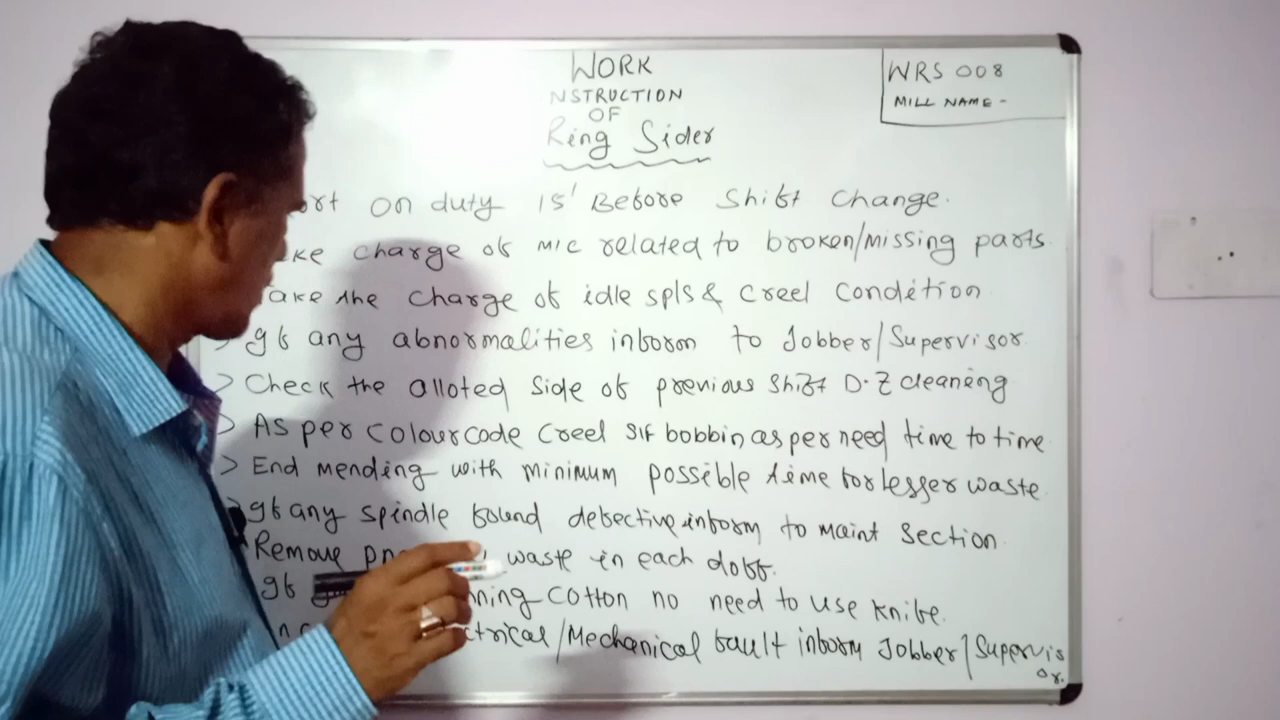 WORK
NSTRUCTION
OF
Ring Sider
WRS 008
MILL NAME -
ort on duty 15' Before Shift Change.
ke charge of M/C related to broken/missing parts.
Take the charge of idle spls & Creel Condition
> If any abnormalities inform to Jobber/Supervisor
> Check the alloted side of previous shift D.Z cleaning
> As per colour code Creel S/F bobbin, as per need time to time.
> End mending with minimum possible time for lesser waste.
> If any spindle found defective, inform to maint section.
Remove waste in each doff.
If nning cotton no need to use knife.
ctrical/Mechanical fault inform Jobber/Supervis
or.